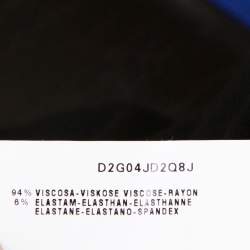 D2G04JD2Q8J
94% VISCOSA-VISKOSE VISCOSE-RAYON
6% ELASTAM-ELASTHAN-ELASTHANNE
ELASTANE-ELASTANO-SPANDEX